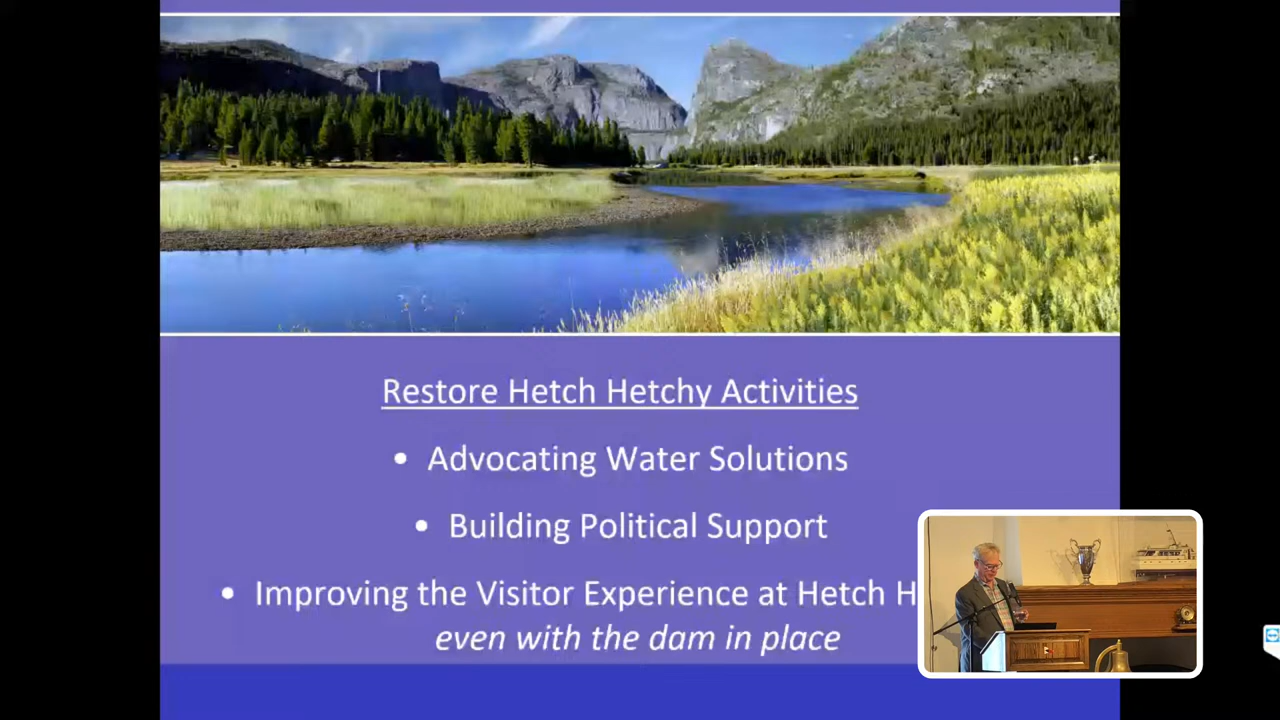 Restore Hetch Hetchy Activities
• Advocating Water Solutions
• Building Political Support
• Improving the Visitor Experience at Hetch H
even with the dam in place